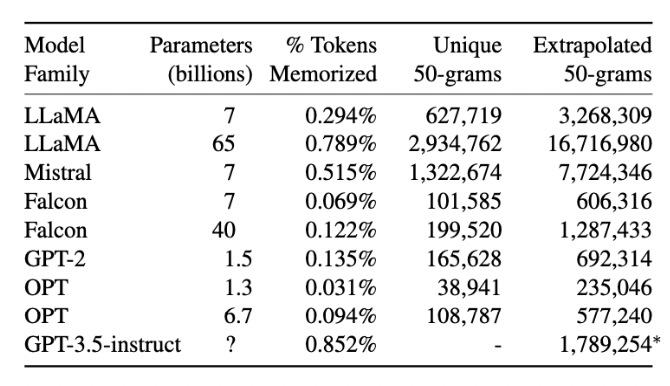 Model Parameters % Tokens Unique Extrapolated
Family (billions) Memorized 50-grams 50-grams
LLaMA 7 0.294% 627,719 3,268,309
LLaMA 65 0.789% 2,934,762 16,716,980
Mistral 7 0.515% 1,322,674 7,724,346
Falcon 7 0.069% 101,585 606,316
Falcon 40 0.122% 199,520 1,287,433
GPT-2 1.5 0.135% 165,628 692,314
OPT 1.3 0.031% 38,941 235,046
OPT 6.7 0.094% 108,787 577,240
GPT-3.5-instruct ? 0.852% - 1,789,254*